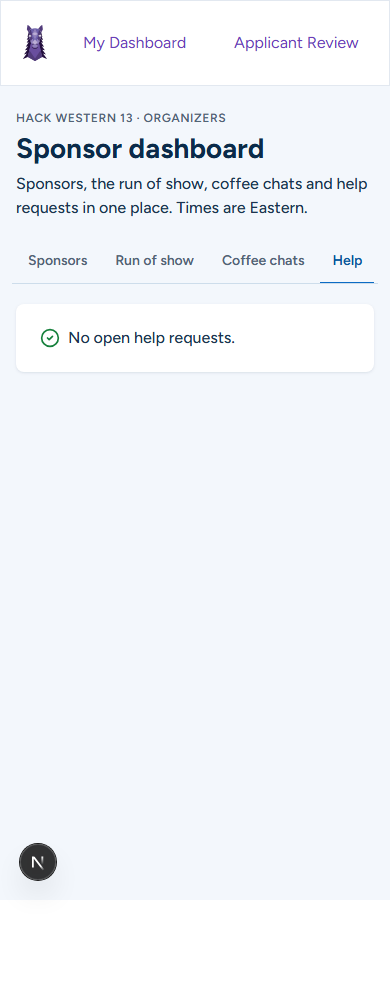 My Dashboard
Applicant Review
HACK WESTERN 13 · ORGANIZERS
Sponsor dashboard
Sponsors, the run of show, coffee chats and help
requests in one place. Times are Eastern.
Sponsors
Run of show
Coffee chats
Help
No open help requests.
N